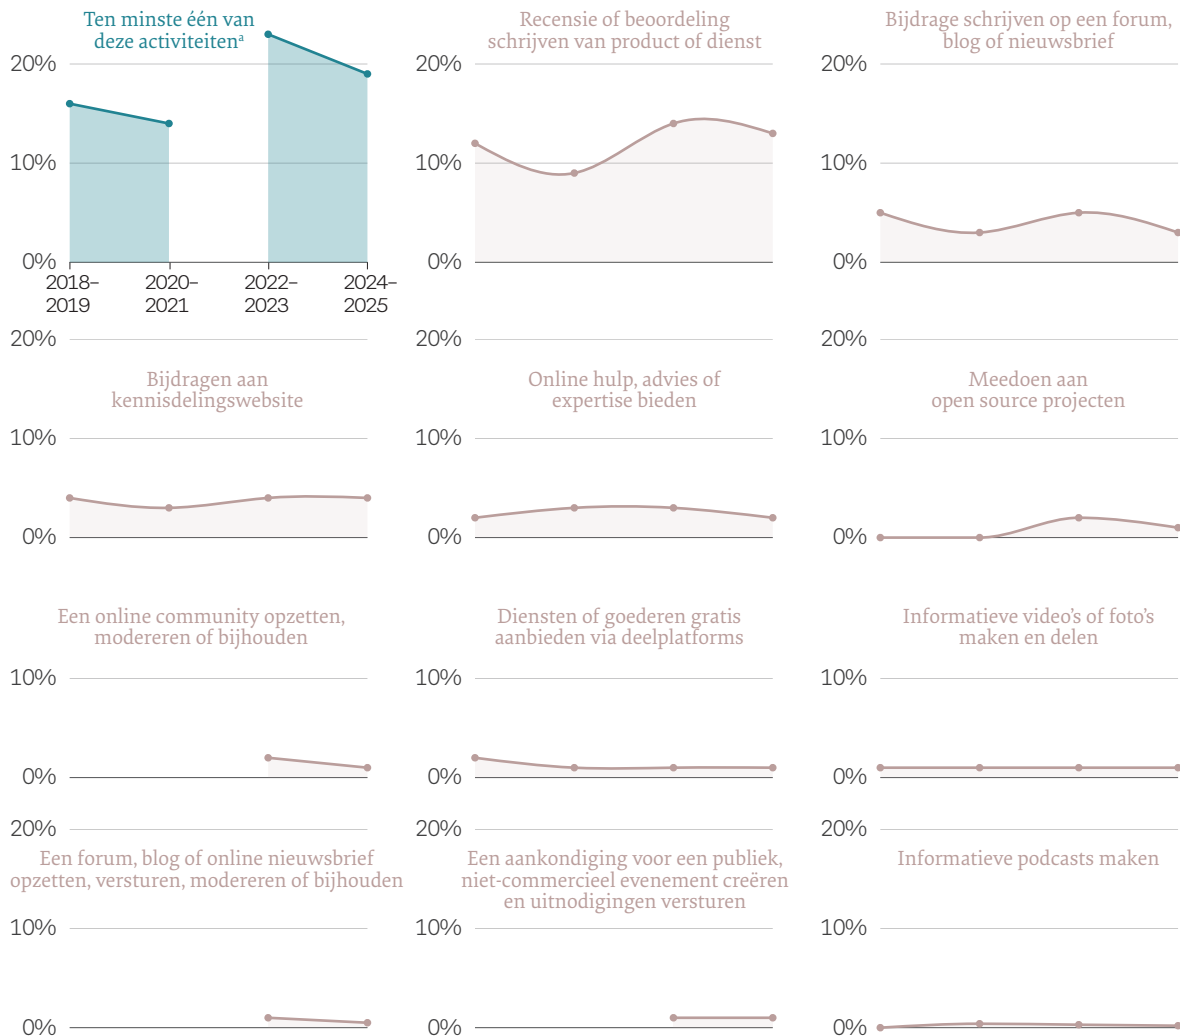 Ten minste één van
deze activiteitenª
20%
10%
0%
2018–
2019
2020–
2021
2022–
2023
2024–
2025
Recensie of beoordeling
schrijven van product of dienst
20%
10%
0%
Bijdrage schrijven op een forum,
blog of nieuwsbrief
20%
10%
0%
20%
Bijdragen aan
kennisdelingswebsite
10%
0%
20%
Online hulp, advies of
expertise bieden
10%
0%
20%
Meedoen aan
open source projecten
10%
0%
Een online community opzetten,
modereren of bijhouden
10%
0%
Diensten of goederen gratis
aanbieden via deelplatforms
10%
0%
Informatieve video’s of foto’s
maken en delen
10%
0%
20%
Een forum, blog of online nieuwsbrief
opzetten, versturen, modereren of bijhouden
10%
0%
20%
Een aankondiging voor een publiek,
niet-commercieel evenement creëren
en uitnodigingen versturen
10%
0%
20%
Informatieve podcasts maken
10%
0%